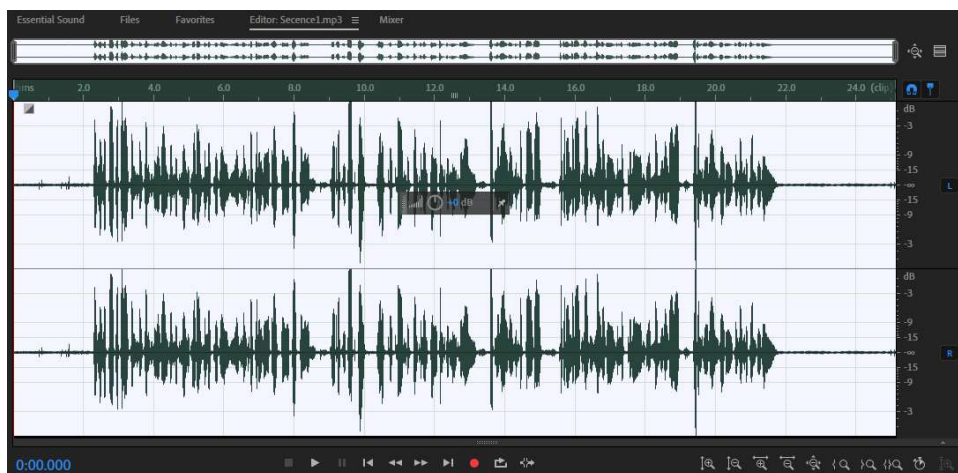 Essential Sound Files Favorites Editor: Secence1.mp3 Mixer
ms 2.0 4.0 6.0 8.0 10.0 12.0 14.0 16.0 18.0 20.0 22.0 24.0 (clip)
dB
-3
-9
-15
-∞ L
-15
-9
-3
+0 dB
dB
-3
-9
-15
-∞ R
-15
-9
-3
0:00.000